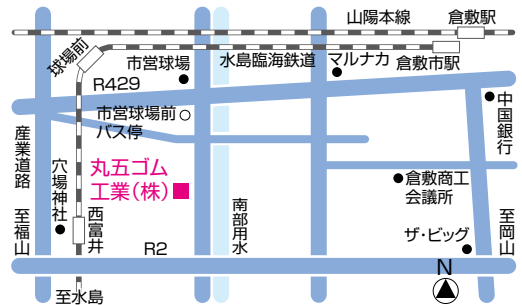 山陽本線
倉敷駅
球場前
市営球場
水島臨海鉄道
マルナカ
倉敷市駅
R429
市営球場前
バス停
中国銀行
産業道路
穴場神社
丸五ゴム
工業(株)
西富井
南部用水
倉敷商工
会議所
至福山
R2
ザ・ビッグ
至岡山
N
至水島